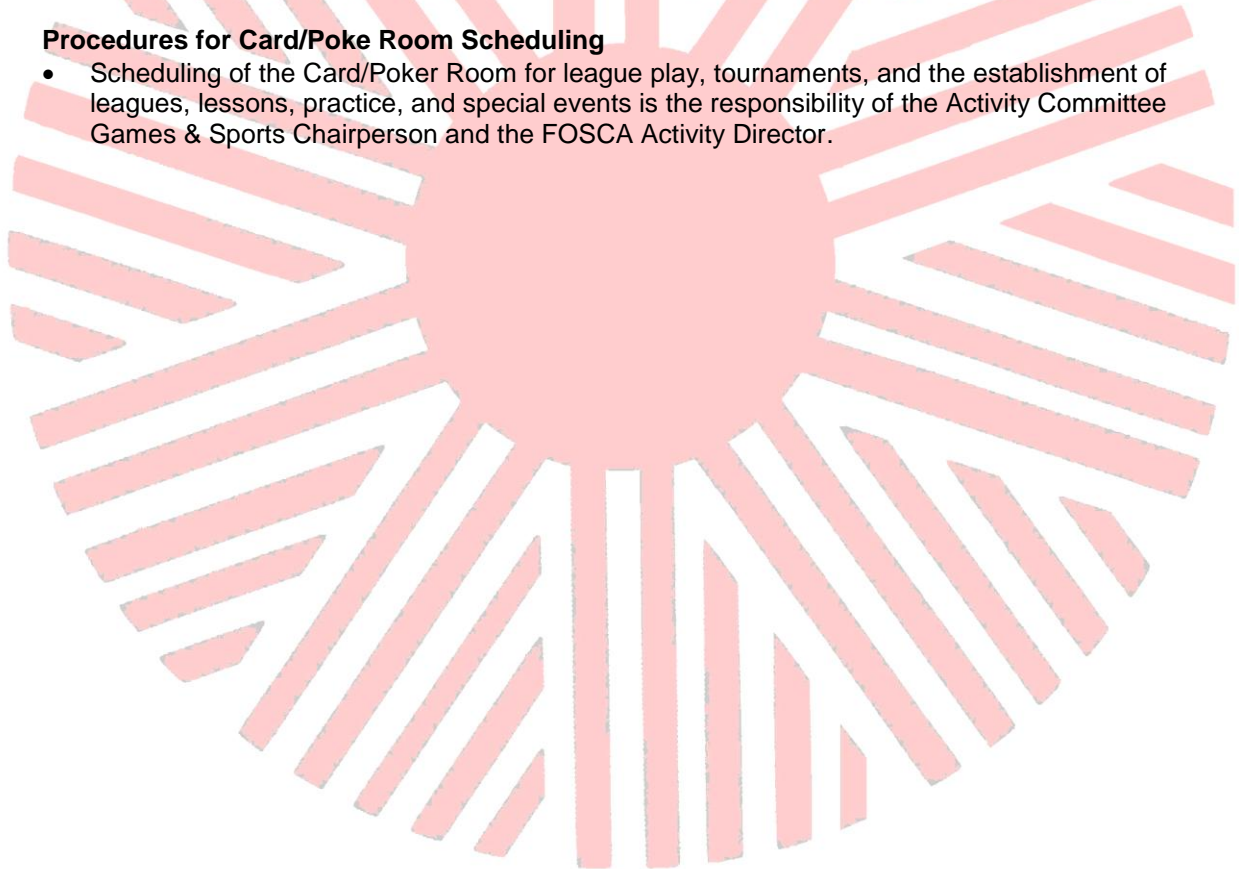 Procedures for Card/Poke Room Scheduling
• Scheduling of the Card/Poker Room for league play, tournaments, and the establishment of
leagues, lessons, practice, and special events is the responsibility of the Activity Committee
Games & Sports Chairperson and the FOSCA Activity Director.